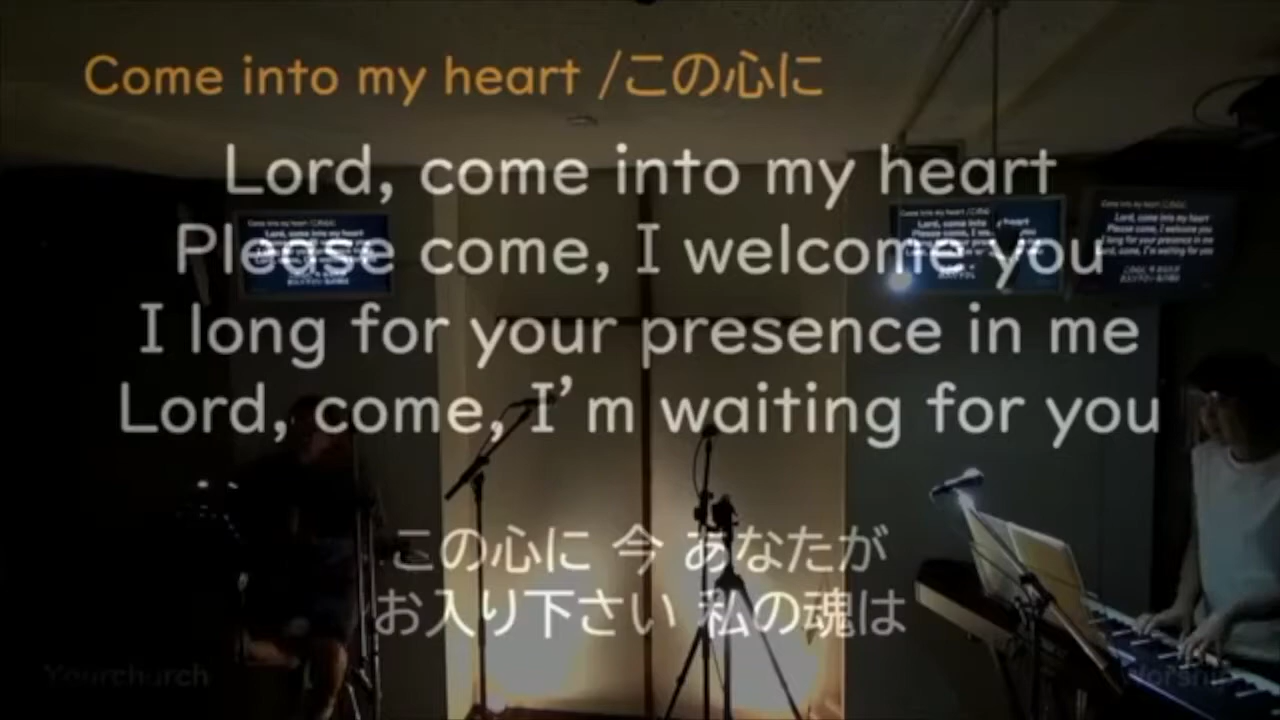 Come into my heart /この心に
Lord, come into my heart
Please come, I welcome you
I long for your presence in me
Lord, come, I'm waiting for you
この心に 今 あなたが
お入り下さい 私の魂は
Yourchurch
Worship